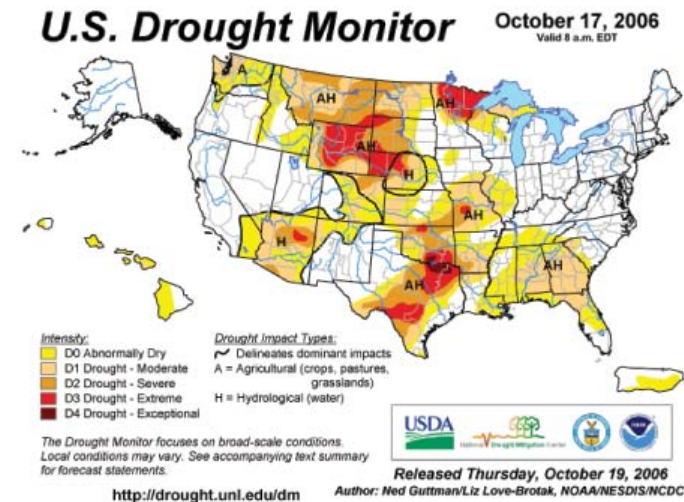 U.S. Drought Monitor
October 17, 2006
Valid 8 a.m. EDT
A
AH
AH
AH
H
AH
H
AH
AH
Intensity:
D0 Abnormally Dry
D1 Drought - Moderate
D2 Drought - Severe
D3 Drought - Extreme
D4 Drought - Exceptional
Drought Impact Types:
Delineates dominant impacts
A = Agricultural (crops, pastures,
grasslands)
H = Hydrological (water)
The Drought Monitor focuses on broad-scale conditions.
Local conditions may vary. See accompanying text summary
for forecast statements.
http://drought.unl.edu/dm
USDA
National Drought Mitigation Center
Released Thursday, October 19, 2006
Author: Ned Guttman/Liz Love-Brotak, NOAA/NESDIS/NCDC